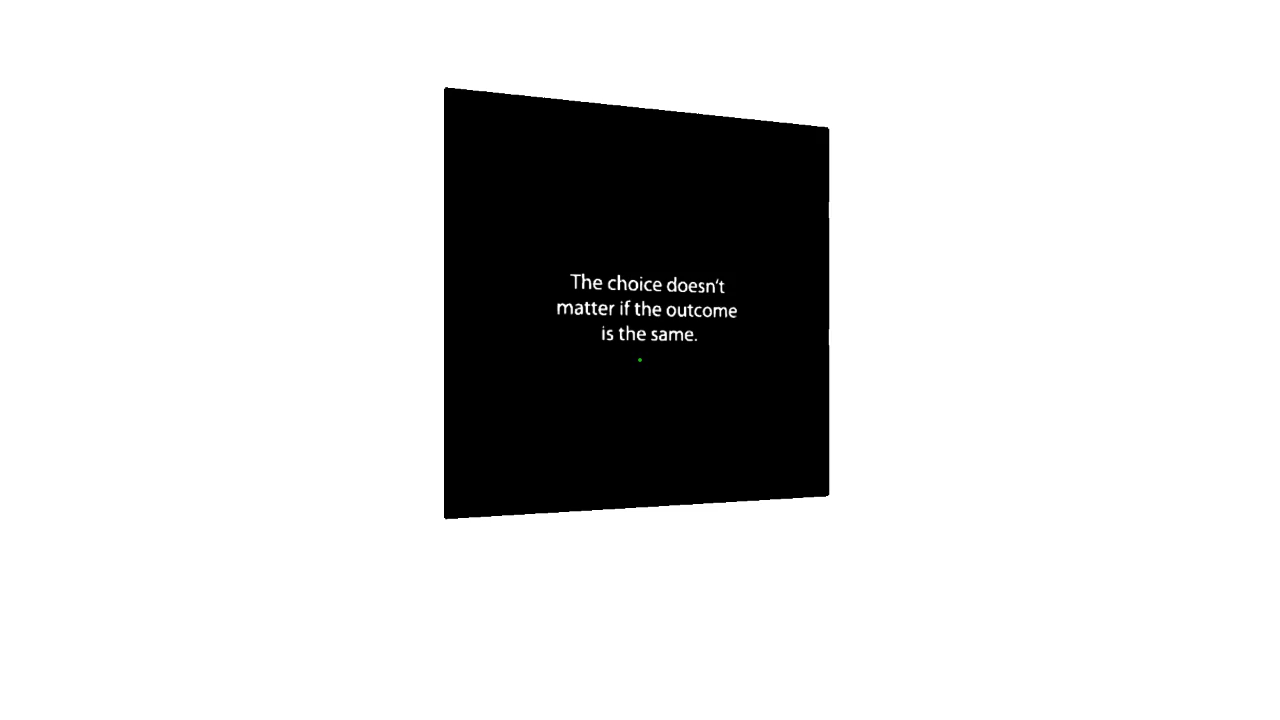 The choice doesn't
matter if the outcome
is the same.